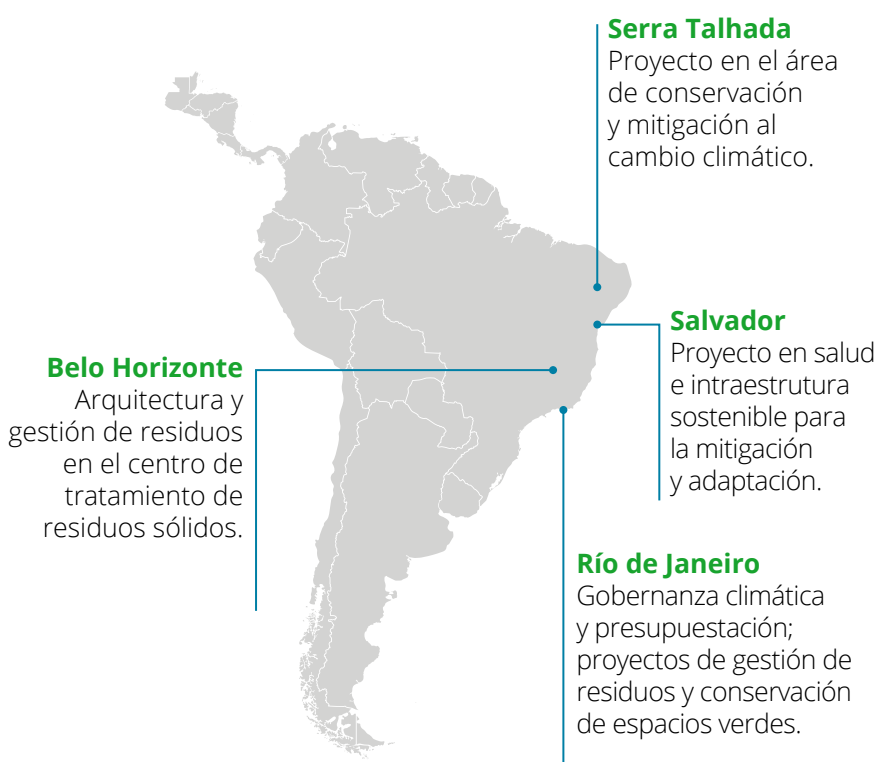 Serra Talhada
Proyecto en el área
de conservación
y mitigación al
cambio climático.
Salvador
Proyecto en salud
e intraestrutura
sostenible para
la mitigación
y adaptación.
Belo Horizonte
Arquitectura y
gestión de residuos
en el centro de
tratamiento de
residuos sólidos.
Río de Janeiro
Gobernanza climática
y presupuestación;
proyectos de gestión de
residuos y conservación
de espacios verdes.